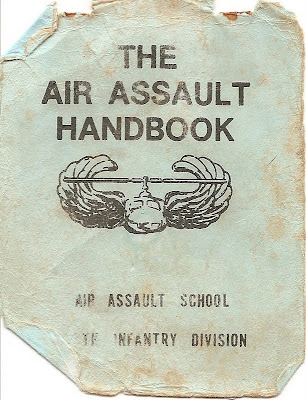 THE
AIR ASSAULT
HANDBOOK
AIR ASSAULT SCHOOL
INFANTRY DIVISION